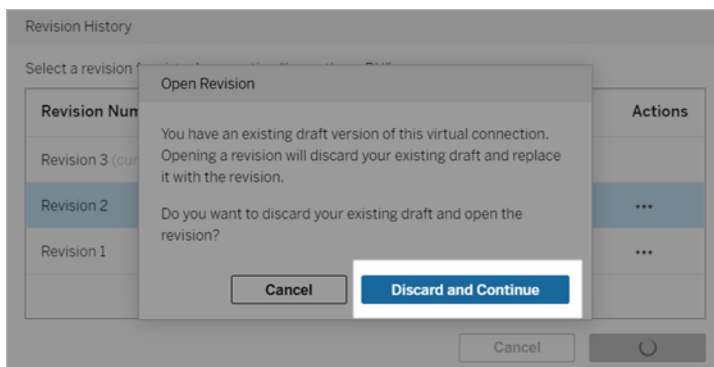 Revision History
Select a revision
Open Revision
Revision Num
Actions
You have an existing draft version of this virtual connection.
Opening a revision will discard your existing draft and replace
it with the revision.
Revision 3 (cur
Revision 2
•••
Do you want to discard your existing draft and open the
revision?
Revision 1
•••
Cancel
Discard and Continue
Cancel